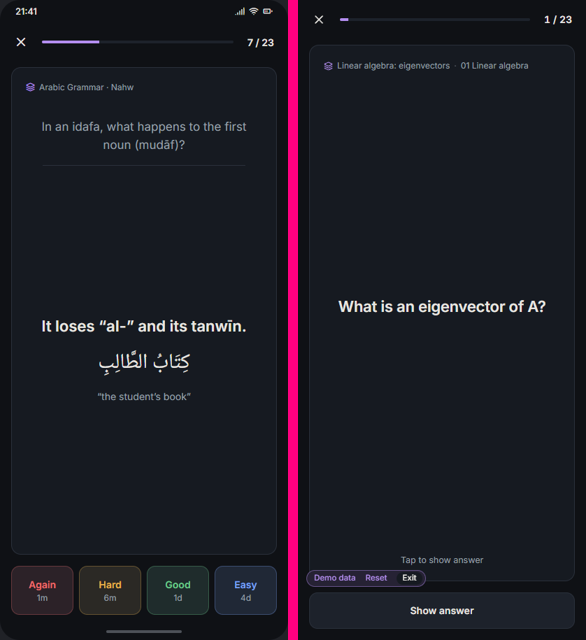 21:41
7 / 23
Arabic Grammar · Nahw
In an idafa, what happens to the first
noun (mudāf)?
It loses “al-” and its tanwīn.
كِتَابُ الطَّالِبِ
“the student’s book”
Again
1m
Hard
6m
Good
1d
Easy
4d
1 / 23
Linear algebra: eigenvectors · 01 Linear algebra
What is an eigenvector of A?
Tap to show answer
Demo data Reset Exit
Show answer